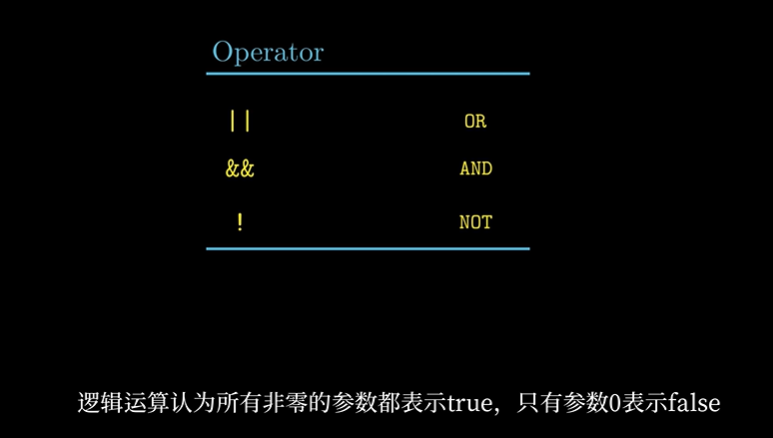 Operator
|| OR
&& AND
! NOT
逻辑运算认为所有非零的参数都表示true，只有参数0表示false